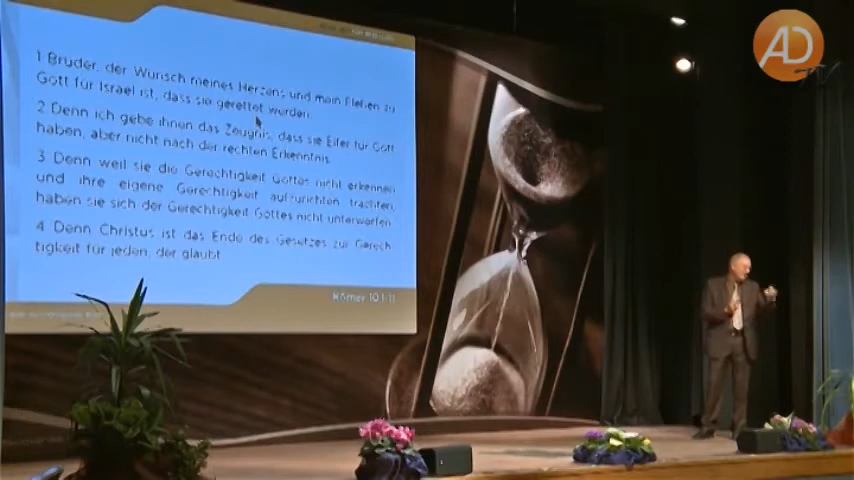 AD
TV
1 Brüder, der Wunsch meines Herzens und mein Flehen zu
Gott für Israel ist, dass sie gerettet werden.
2 Denn ich gebe ihnen das Zeugnis, dass sie Eifer für Gott
haben, aber nicht nach der rechten Erkenntnis.
3 Denn weil sie die Gerechtigkeit Gottes nicht erkennen
und ihre eigene Gerechtigkeit aufzurichten trachten,
haben sie sich der Gerechtigkeit Gottes nicht unterworfen
4 Denn Christus ist das Ende des Gesetzes zur Gerech
tigkeit für jeden, der glaubt
Römer 10:1-11